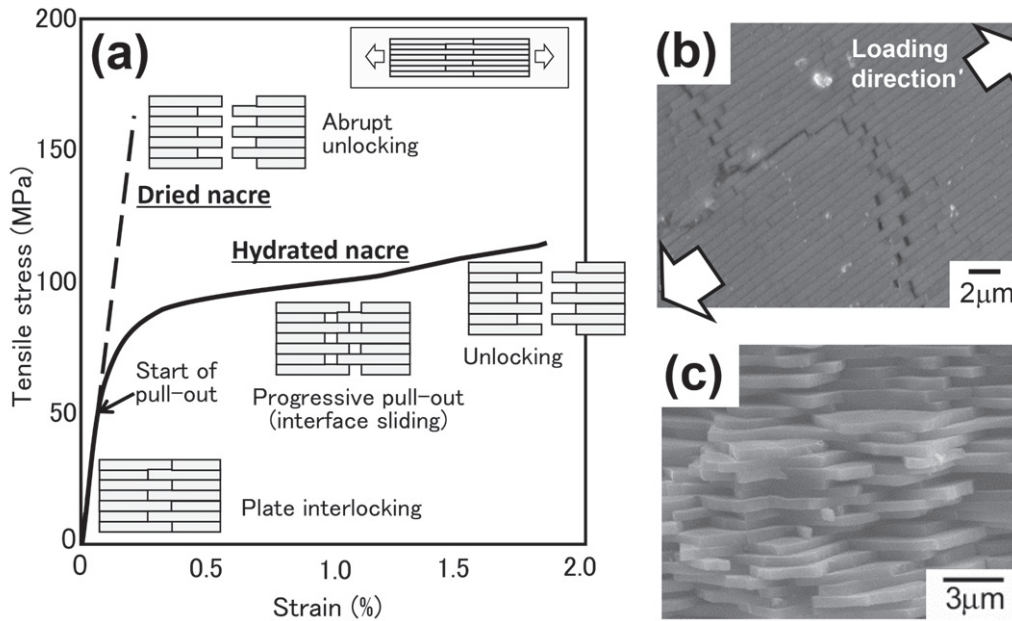 (a)
200
150
100
50
0
0
0.5
1.0
1.5
2.0
Tensile stress (MPa)
Strain (%)
Abrupt
unlocking
Dried nacre
Hydrated nacre
Start of
pull-out
Progressive pull-out
(interface sliding)
Unlocking
Plate interlocking
(b)
Loading
direction
2μm
(c)
3μm